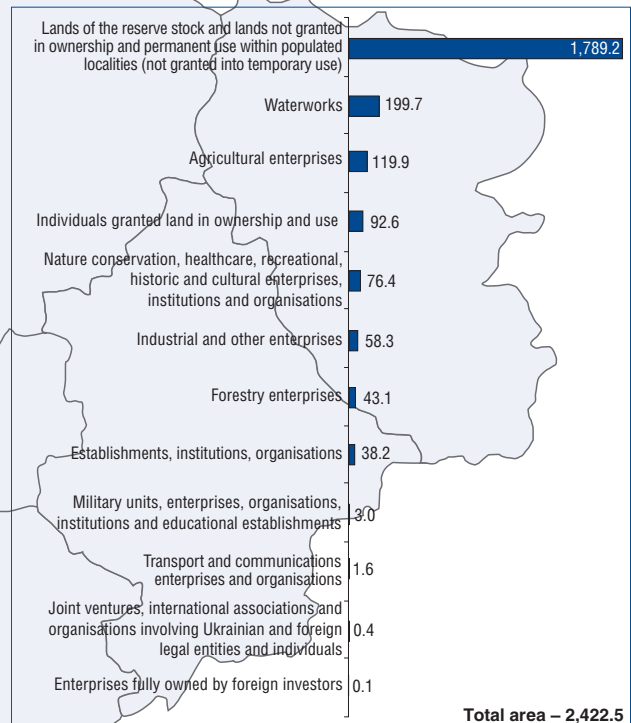 Lands of the reserve stock and lands not granted
in ownership and permanent use within populated
localities (not granted into temporary use)
1,789.2
Waterworks
199.7
Agricultural enterprises
119.9
Individuals granted land in ownership and use
92.6
Nature conservation, healthcare, recreational,
historic and cultural enterprises,
institutions and organisations
76.4
Industrial and other enterprises
58.3
Forestry enterprises
43.1
Establishments, institutions, organisations
38.2
Military units, enterprises, organisations,
institutions and educational establishments
3.0
Transport and communications
enterprises and organisations
1.6
Joint ventures, international associations and
organisations involving Ukrainian and foreign
legal entities and individuals
0.4
Enterprises fully owned by foreign investors
0.1
Total area – 2,422.5